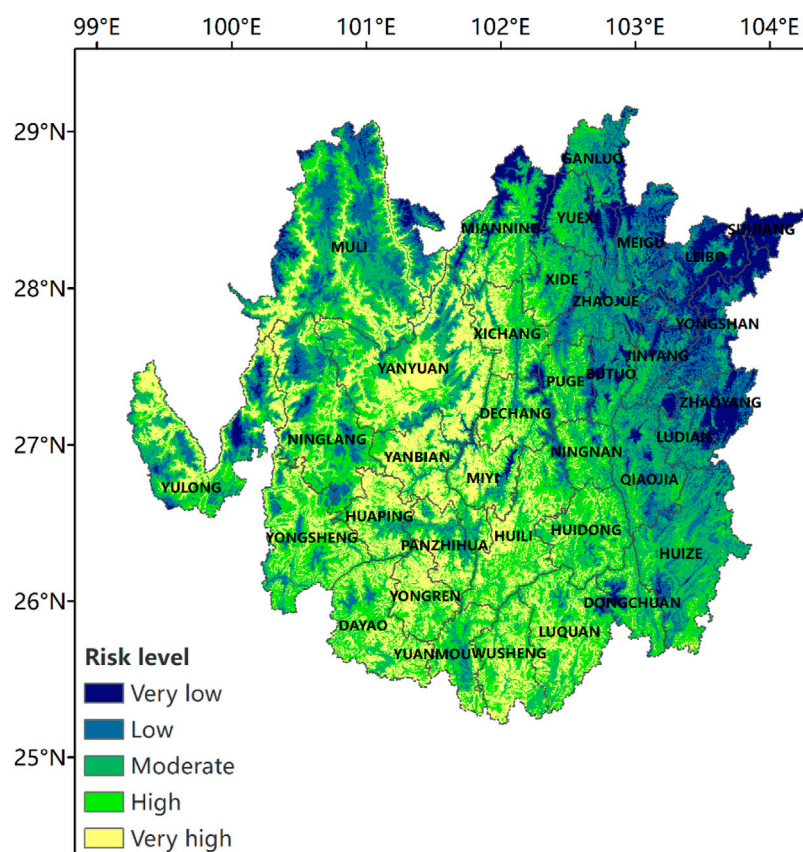 99°E 100°E 101°E 102°E 103°E 104°E
29°N
28°N
27°N
26°N
25°N
GANLUO
YUEXI
MIANNING
SUIJIANG
MEIGU
MULI
LEIBO
XIDE
ZHAOJUE
YONGSHAN
XICHANG
JINYANG
YANYUAN
BUTUO
PUGE
ZHAOYANG
DECHANG
LUDIAN
NINGLANG
NINGNAN
YANBIAN
MIYI
QIAOJIA
YULONG
HUAPING
HUIDONG
YONGSHENG
HUILI
PANZHIHUA
HUIZE
YONGREN
DONGCHUAN
DAYAO
LUQUAN
YUANMOU
WUSHENG
Risk level
Very low
Low
Moderate
High
Very high